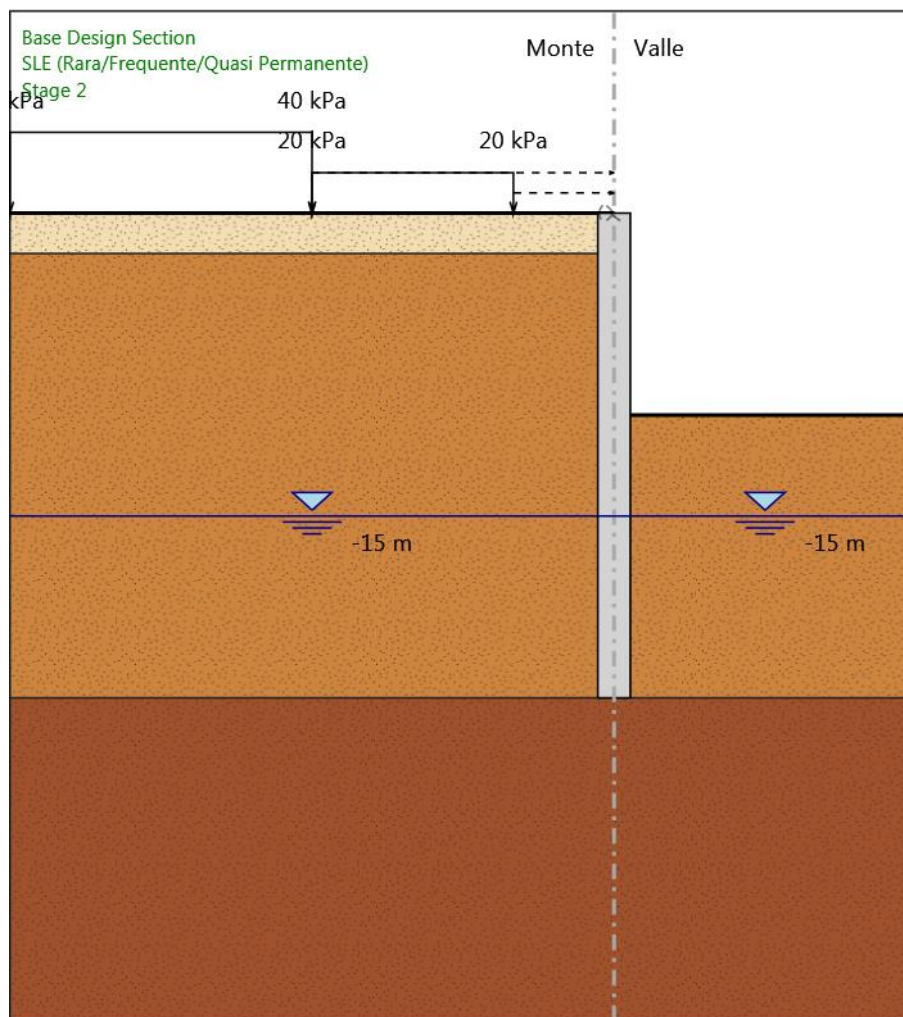 Base Design Section
Monte
Valle
SLE (Rara/Frequente/Quasi Permanente)
Stage 2
kPa
40 kPa
20 kPa
20 kPa
-15 m
-15 m